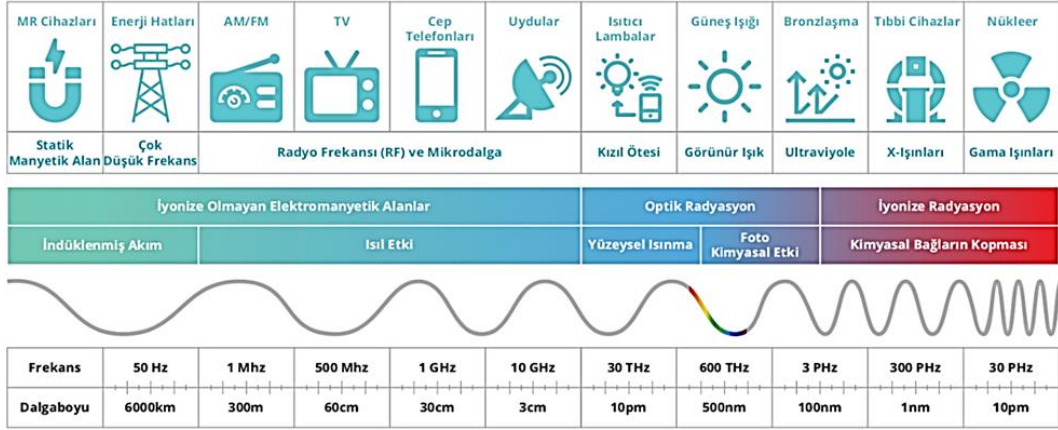 MR Cihazları Enerji Hatları AM/FM TV Cep Telefonları Uydular Isıtıcı Lambalar Güneş Işığı Bronzlaşma Tıbbi Cihazlar Nükleer
Statik Manyetik Alan Çok Düşük Frekans Radyo Frekansı (RF) ve Mikrodalga Kızıl Ötesi Görünür Işık Ultraviyole X-Işınları Gama Işınları
İyonize Olmayan Elektromanyetik Alanlar Optik Radyasyon İyonize Radyasyon
İndüklenmiş Akım Isıl Etki Yüzeysel Isınma Foto Kimyasal Etki Kimyasal Bağların Kopması
Frekans 50 Hz 1 Mhz 500 Mhz 1 GHz 10 GHz 30 THz 600 THz 3 PHz 300 PHz 30 PHz
Dalgaboyu 6000km 300m 60cm 30cm 3cm 10pm 500nm 100nm 1nm 10pm